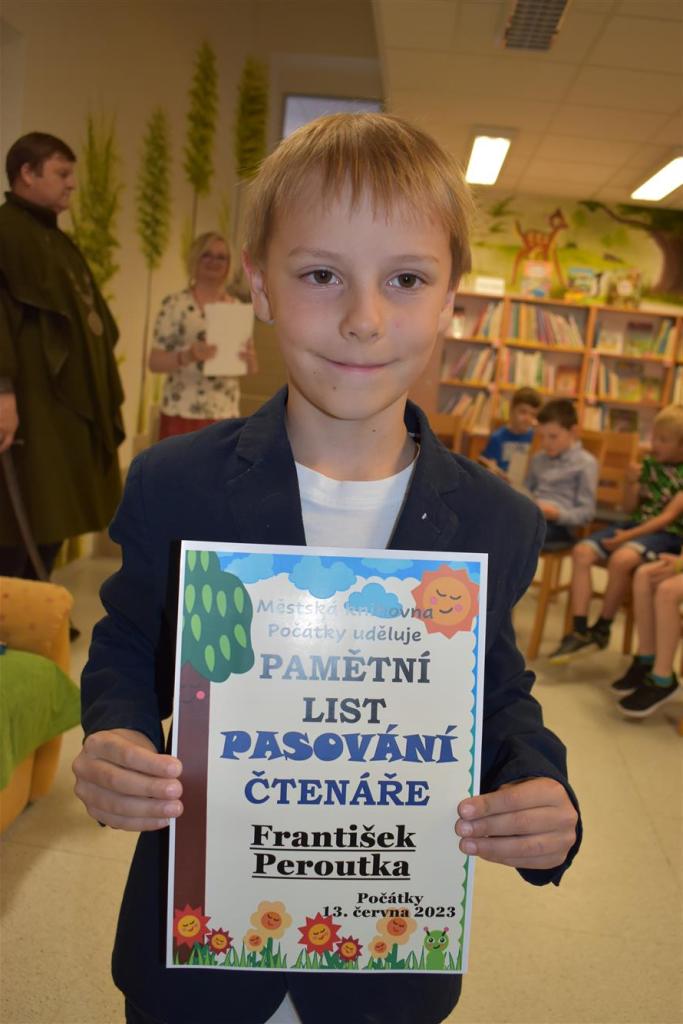 Městská knihovna
Počátky uděluje
PAMĚTNÍ
LIST
PASOVÁNÍ
ČTENÁŘE
František
Peroutka
Počátky
13. června 2023